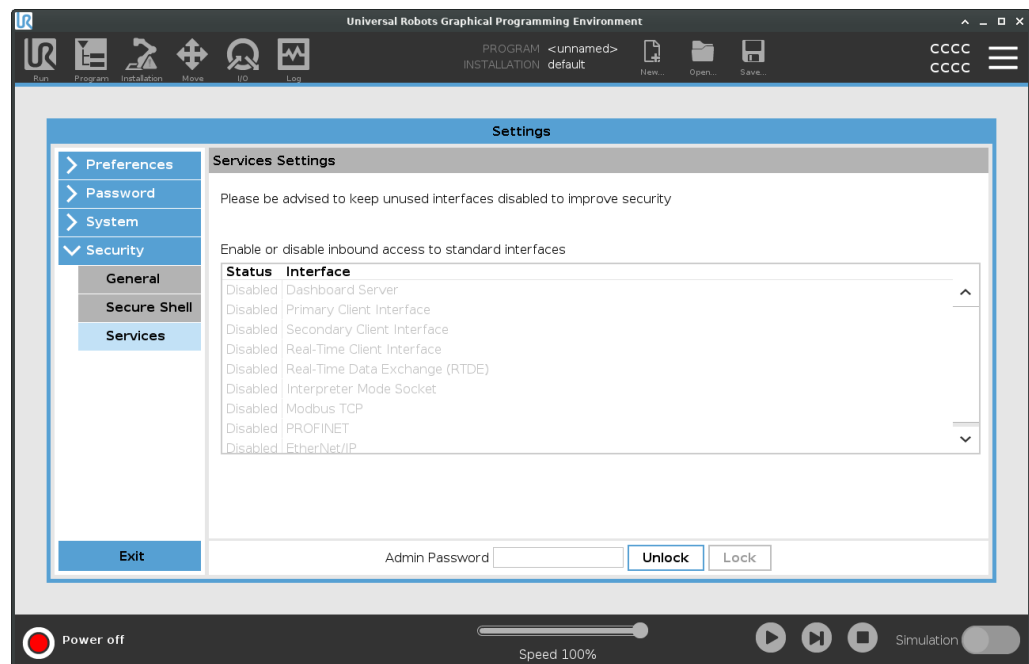 UR Universal Robots Graphical Programming Environment
UR
Run Program Installation Move I/O Log
PROGRAM <unnamed>
INSTALLATION default
New... Open... Save...
CCCC
CCCC
Settings
Preferences
Password
System
Security
General
Secure Shell
Services
Exit
Services Settings
Please be advised to keep unused interfaces disabled to improve security
Enable or disable inbound access to standard interfaces
Status Interface
Disabled Dashboard Server
Disabled Primary Client Interface
Disabled Secondary Client Interface
Disabled Real-Time Client Interface
Disabled Real-Time Data Exchange (RTDE)
Disabled Interpreter Mode Socket
Disabled Modbus TCP
Disabled PROFINET
Disabled EtherNet/IP
Admin Password Unlock Lock
Power off
Speed 100%
Simulation